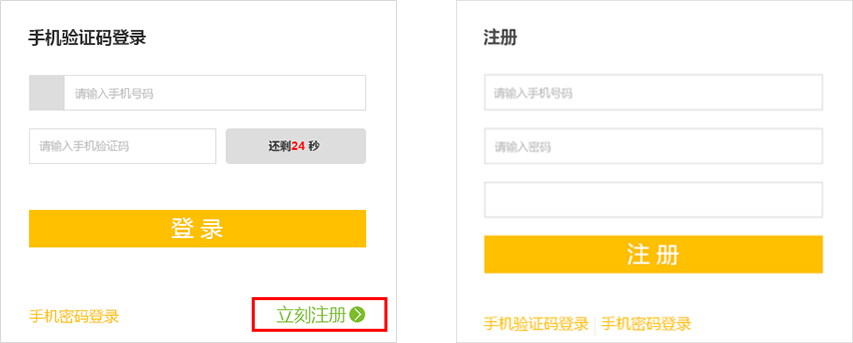 手机验证码登录
请输入手机号码
请输入手机验证码
还剩24 秒
登 录
手机密码登录
立刻注册
注册
请输入手机号码
请输入密码
注 册
手机验证码登录 | 手机密码登录